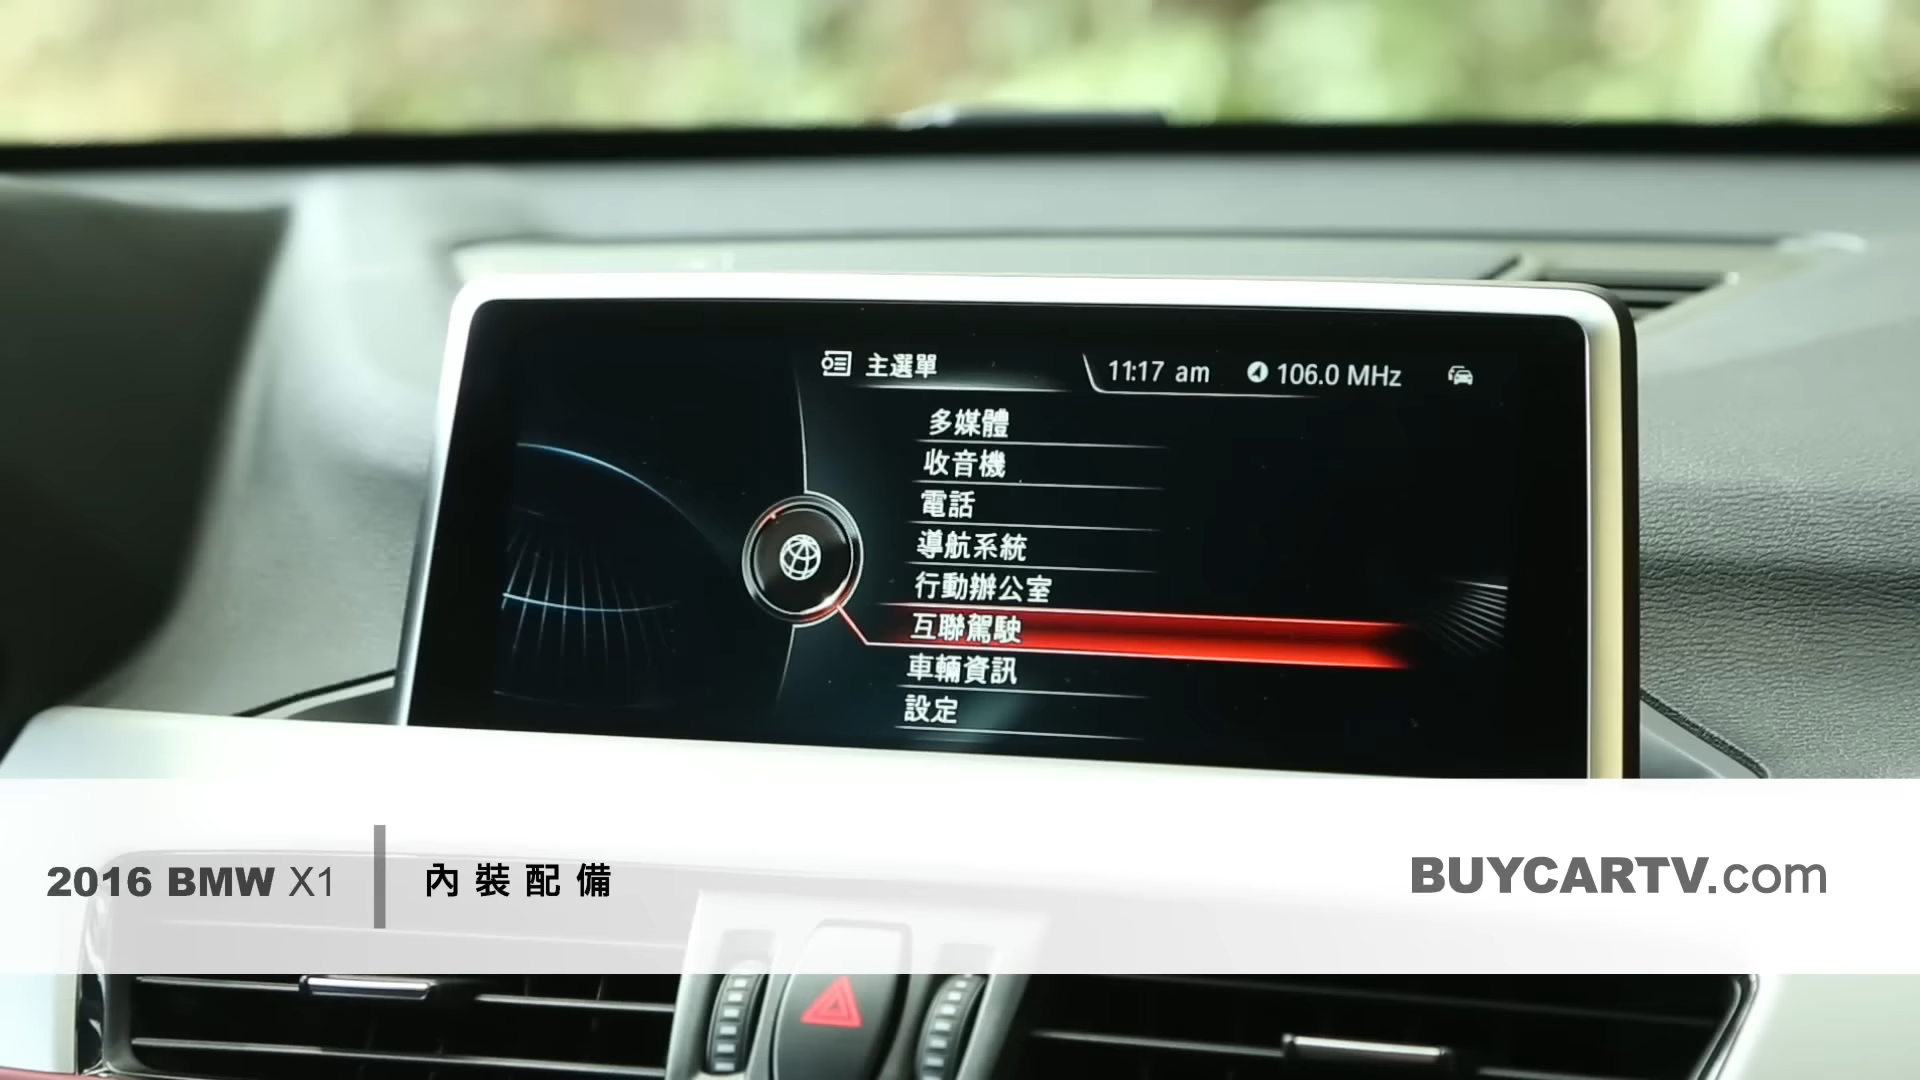 主選單
11:17 am
106.0 MHz
多媒體
收音機
電話
導航系統
行動辦公室
互聯駕駛
車輛資訊
設定
2016 BMW X1
內裝配備
BUYCARTV.com